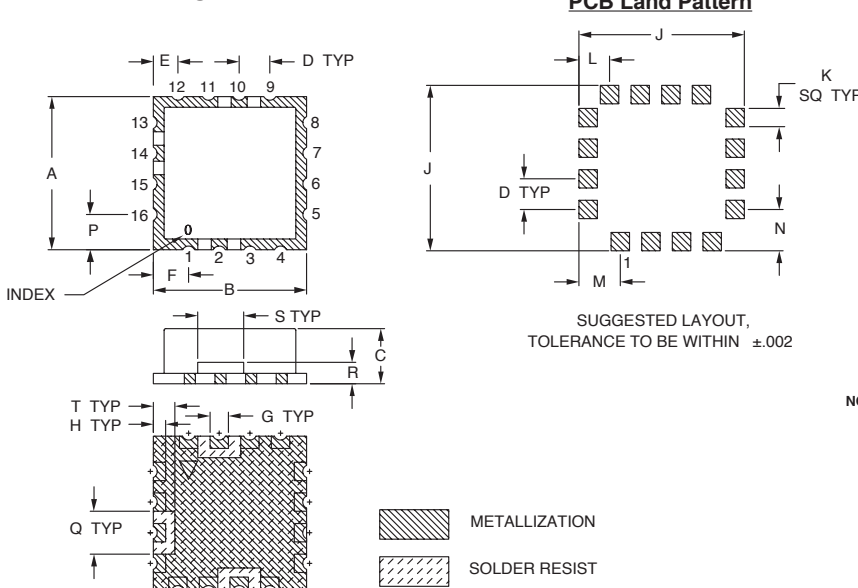 PCB Land Pattern
E
D TYP
12 11 10 9
13
14
15
16
8
7
6
5
A
P
0
1 2 3 4
F
B
INDEX
S TYP
C
R
T TYP
H TYP
G TYP
Q TYP
J
L
K
SQ TYP
J
D TYP
N
1
M
SUGGESTED LAYOUT,
TOLERANCE TO BE WITHIN ±.002
METALLIZATION
SOLDER RESIST